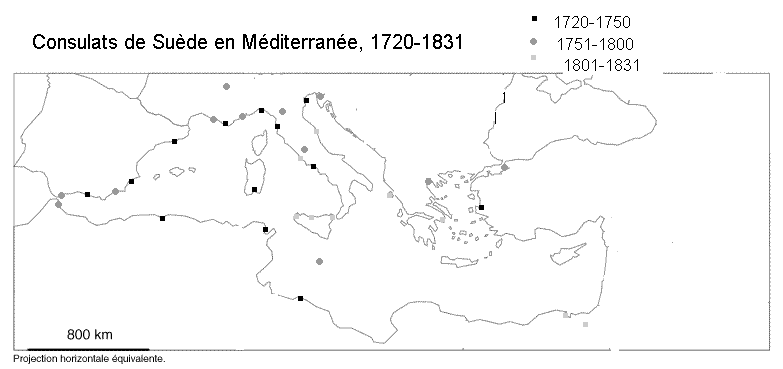 Consulats de Suède en Méditerranée, 1720-1831
1720-1750
1751-1800
1801-1831
800 km
Projection horizontale équivalente.